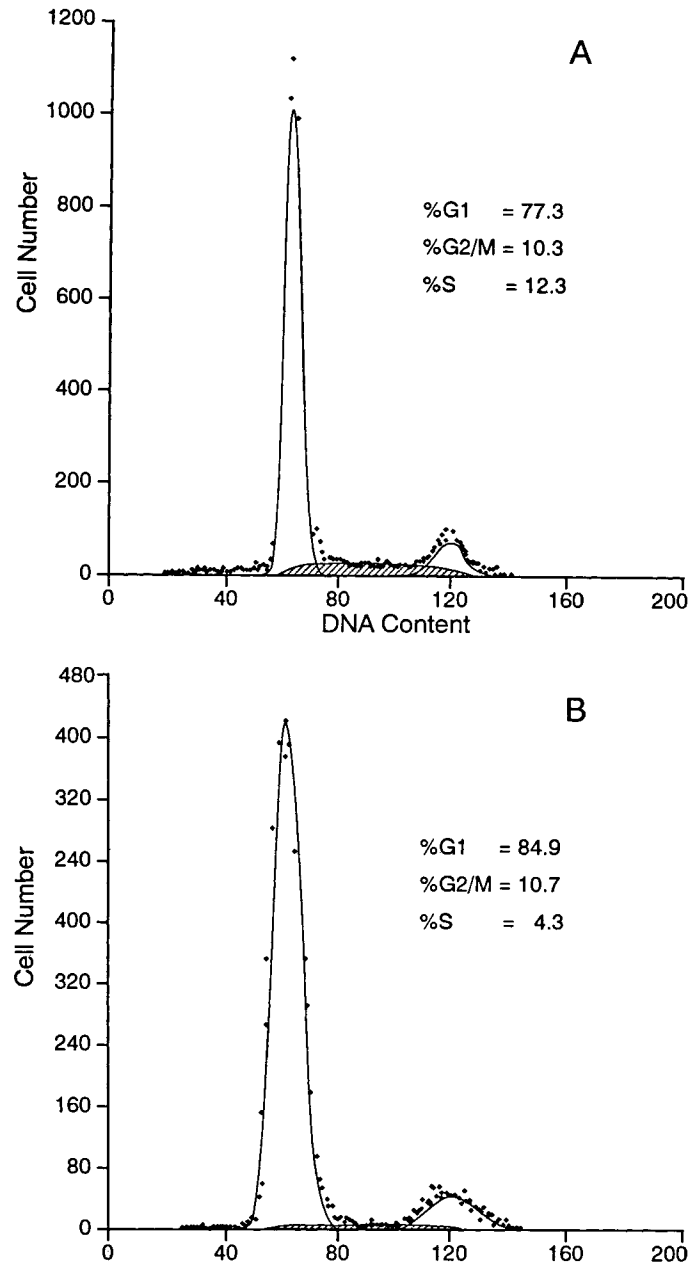 A
1200
1000
800
600
400
200
0
Cell Number
%G1 = 77.3
%G2/M = 10.3
%S = 12.3
0 40 80 120 160 200
DNA Content
B
480
400
320
240
400
320
240
160
80
0
Cell Number
%G1 = 84.9
%G2/M = 10.7
%S = 4.3
0 40 80 120 160 200